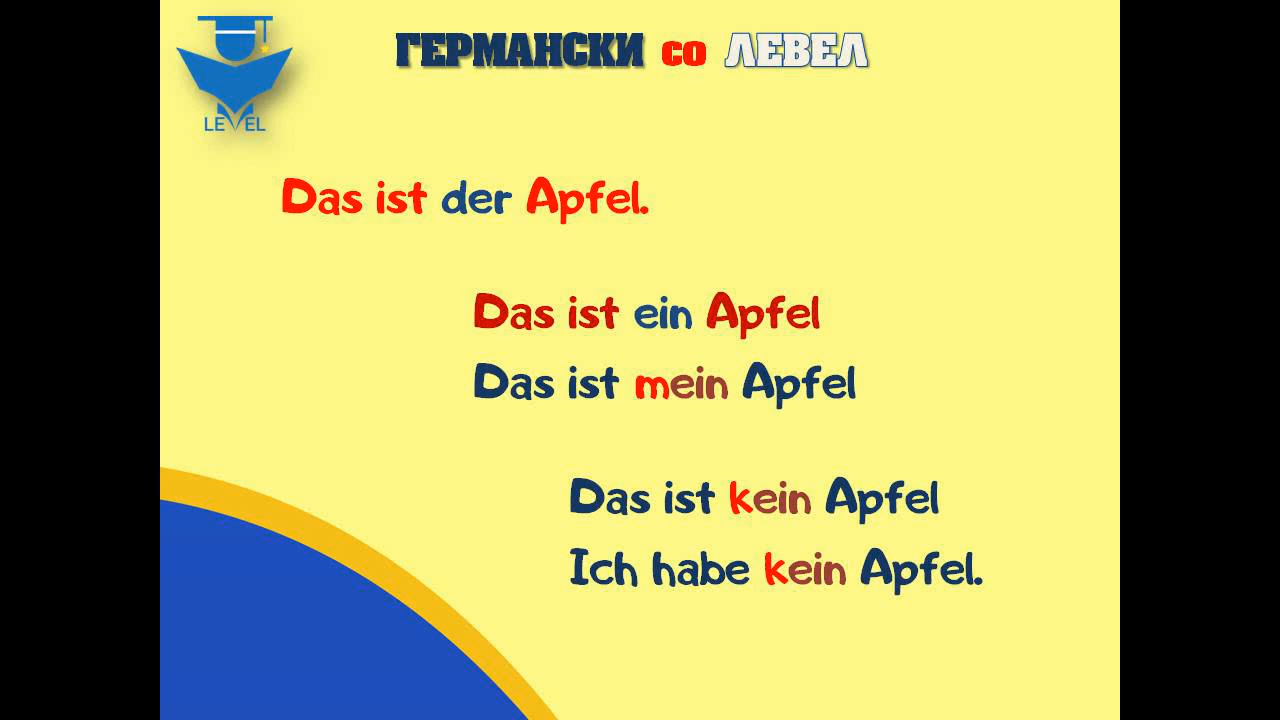 ГЕРМАНСКИ со ЛЕВЕЛ
LEVEL
Das ist der Apfel.
Das ist ein Apfel
Das ist mein Apfel
Das ist kein Apfel
Ich habe kein Apfel.